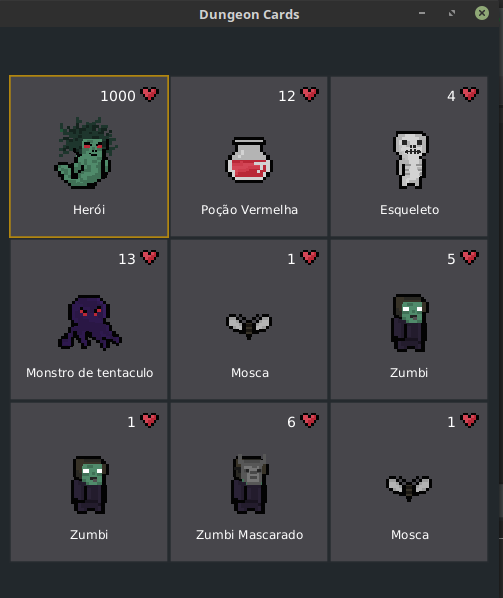 Dungeon Cards
1000
12
4
Herói
Poção Vermelha
Esqueleto
13
1
5
Monstro de tentaculo
Mosca
Zumbi
1
6
1
Zumbi
Zumbi Mascarado
Mosca